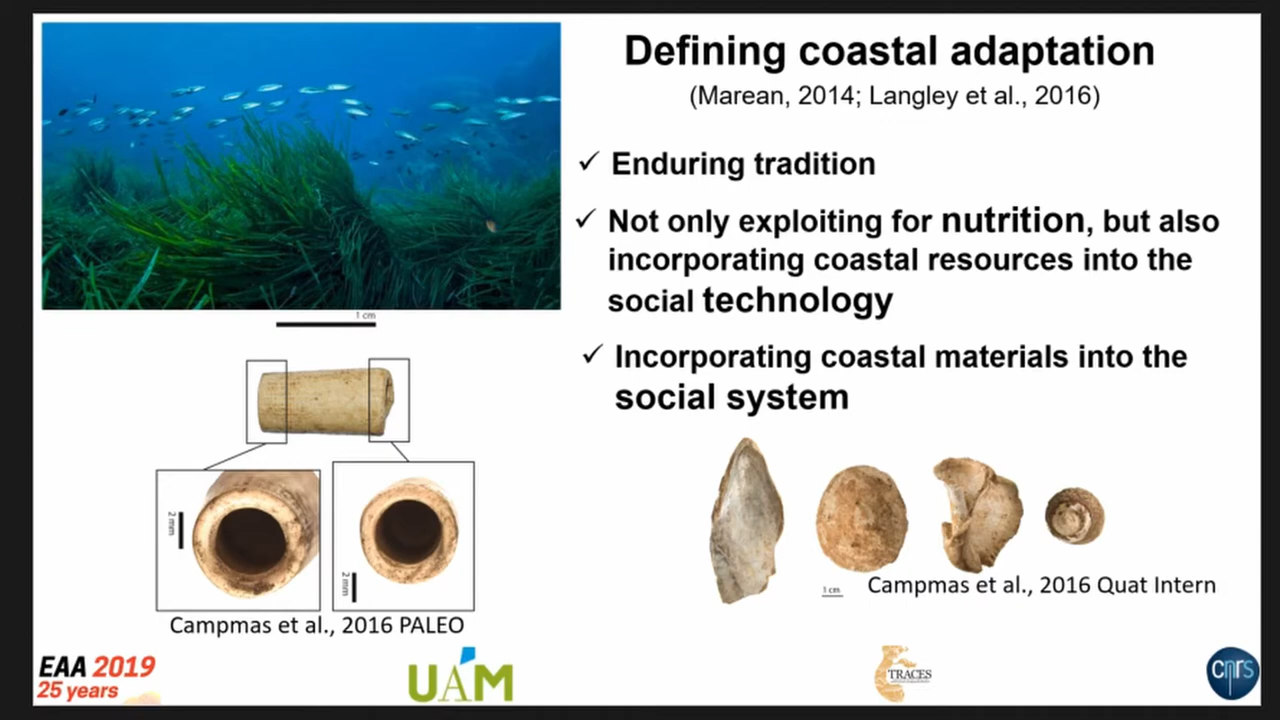 Defining coastal adaptation
(Marean, 2014; Langley et al., 2016)
✓ Enduring tradition
✓ Not only exploiting for nutrition, but also
incorporating coastal resources into the
social technology
✓ Incorporating coastal materials into the
social system
1 cm
2 mm
2 mm
Campmas et al., 2016 PALEO
1 cm
Campmas et al., 2016 Quat Intern
EAA 2019
25 years
UAM
TRACES
cnrs